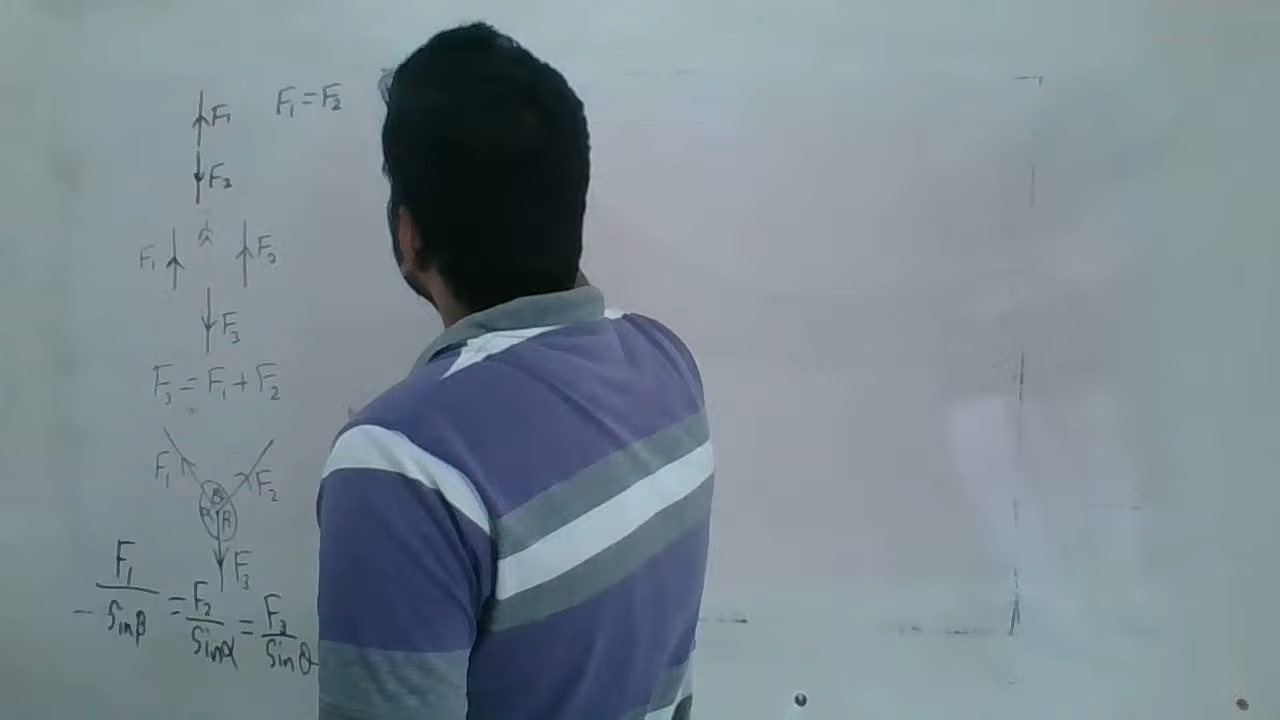 F₁ F₁=F₂
F₂
F₁ F₂
F₃
F₃=F₁+F₂
F₁ F₂
θ
α β
F₃
F₁/Sinβ = F₂/Sinα = F₃/Sinθ